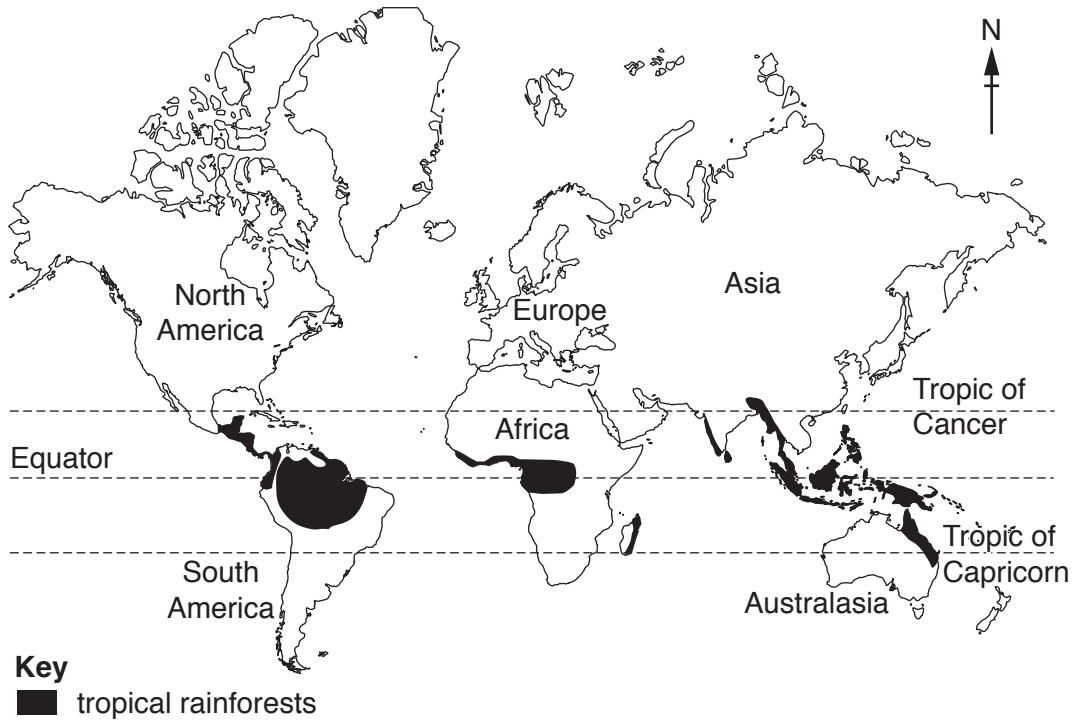 N
North
America
Europe
Asia
Tropic of
Cancer
Africa
Equator
Tropic of
Capricorn
South
America
Australasia
Key
tropical rainforests